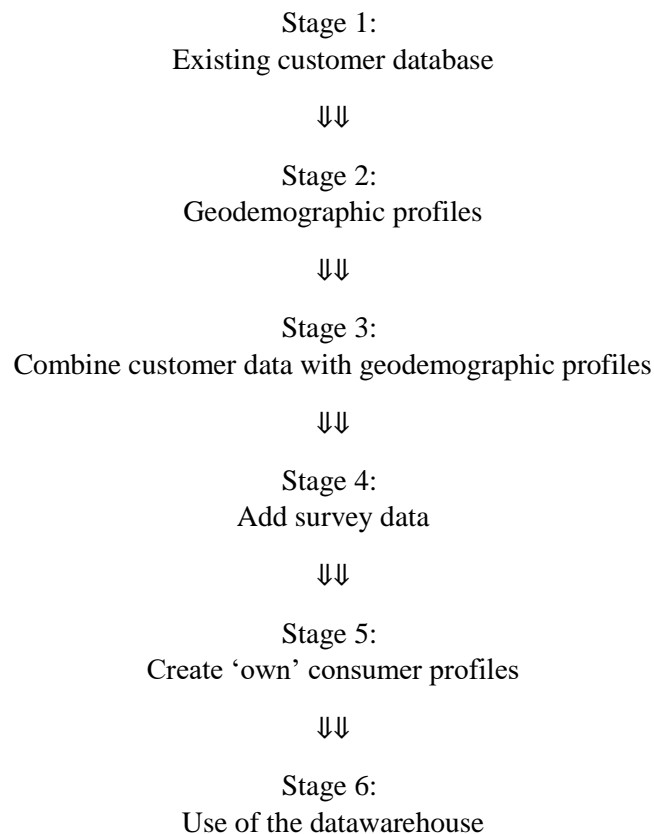 Stage 1:
Existing customer database
⇓⇓
Stage 2:
Geodemographic profiles
⇓⇓
Stage 3:
Combine customer data with geodemographic profiles
⇓⇓
Stage 4:
Add survey data
⇓⇓
Stage 5:
Create ‘own’ consumer profiles
⇓⇓
Stage 6:
Use of the datawarehouse